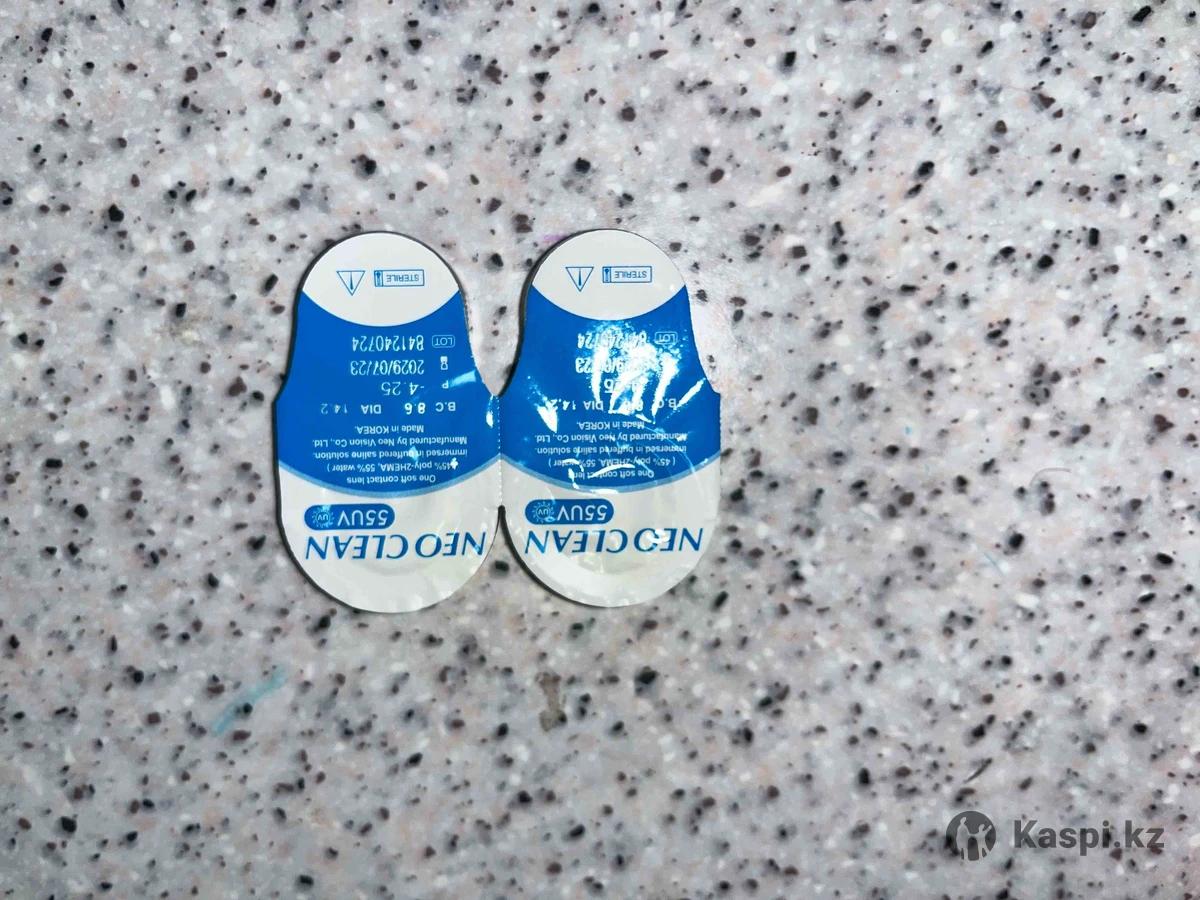 NEO CLEAN
55UV UV
One soft contact lens
( 45% poly-2HEMA, 55% water )
immersed in buffered saline solution.
Manufactured by Neo Vision Co., Ltd.
Made in KOREA.
B.C DIA 14.2
LOT 841240724
STERILE
NEO CLEAN
55UV UV
One soft contact lens
( 45% poly-2HEMA, 55% water )
immersed in buffered saline solution.
Manufactured by Neo Vision Co., Ltd.
Made in KOREA.
B.C 8.6 DIA 14.2
P -4.25
2029/07/23
LOT 841240724
STERILE
Kaspi.kz